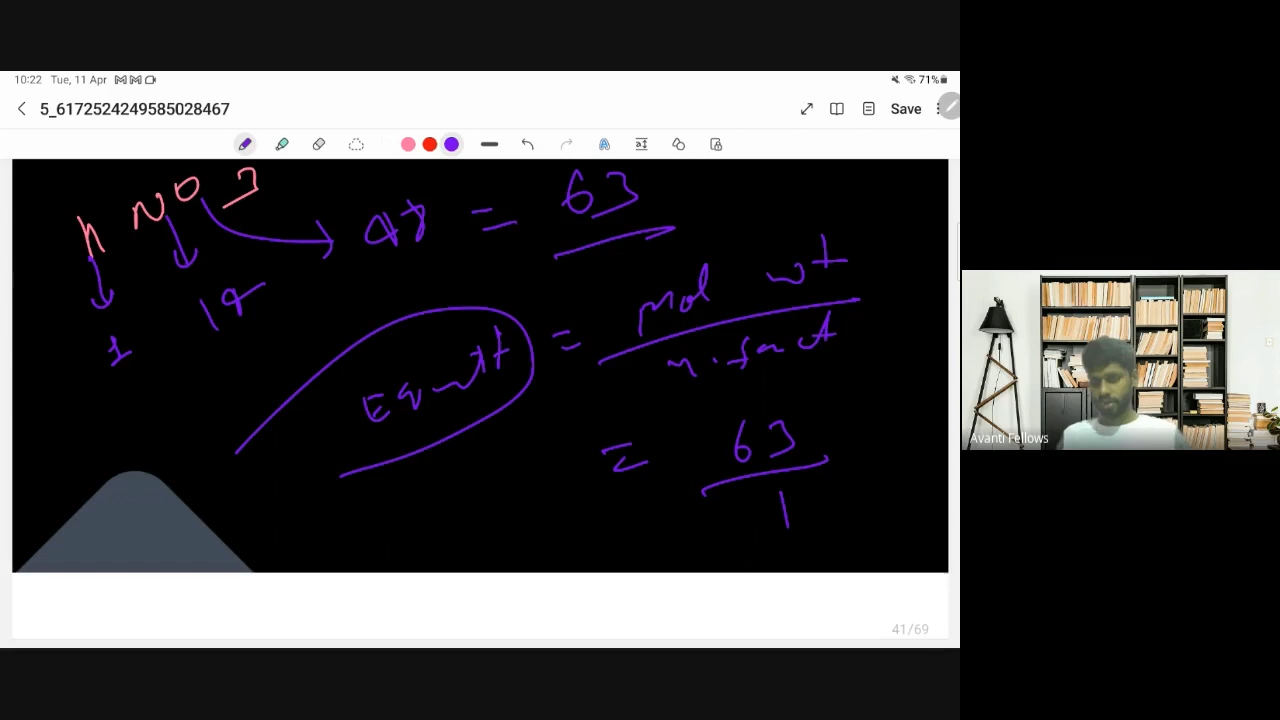 10:22 Tue, 11 Apr
71%
5_6172524249585028467
Save
HNO3
48 = 63
1
14
Eq wt = mol wt
n.fact
= 63
1
41/69
Avanti Fellows